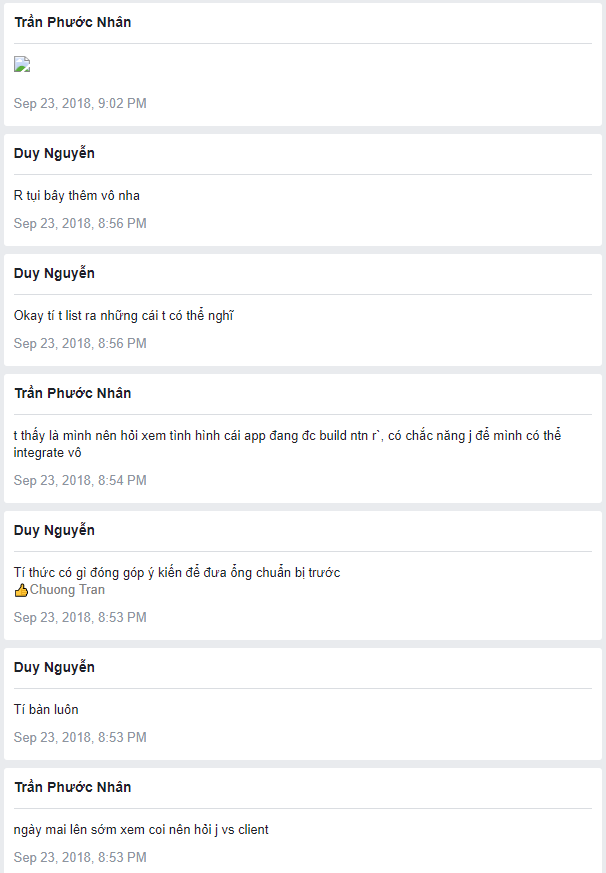 Trần Phước Nhân
Sep 23, 2018, 9:02 PM
Duy Nguyễn
R tụi bây thêm vô nha
Sep 23, 2018, 8:56 PM
Duy Nguyễn
Okay tí t list ra những cái t có thể nghĩ
Sep 23, 2018, 8:56 PM
Trần Phước Nhân
t thấy là mình nên hỏi xem tình hình cái app đang đc build ntn r`, có chắc năng j để mình có thể
integrate vô
Sep 23, 2018, 8:54 PM
Duy Nguyễn
Tí thức có gì đóng góp ý kiến để đưa ổng chuẩn bị trước
👍Chuong Tran
Sep 23, 2018, 8:53 PM
Duy Nguyễn
Tí bàn luôn
Sep 23, 2018, 8:53 PM
Trần Phước Nhân
ngày mai lên sớm xem coi nên hỏi j vs client
Sep 23, 2018, 8:53 PM